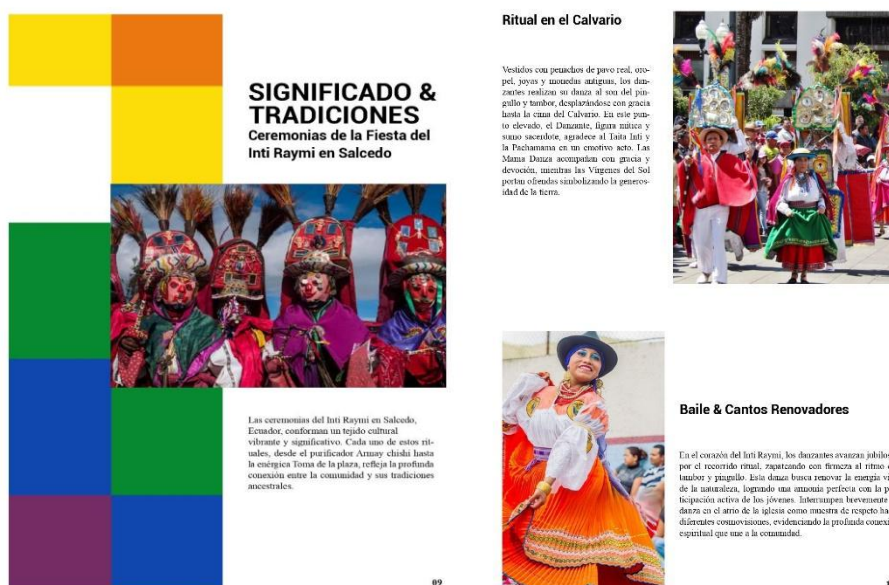 SIGNIFICADO &
TRADICIONES
Ceremonias de la Fiesta del
Inti Raymi en Salcedo
Las ceremonias del Inti Raymi en Salcedo,
Ecuador, conforman un tejido cultural
vibrante y significativo. Cada uno de estos rit-
uales, desde el purificador Armay chishi hasta
la enérgica Toma de la plaza, refleja la profunda
conexión entre la comunidad y sus tradiciones
ancestrales.
09
Ritual en el Calvario
Vestidos con penachos de pavo real, oro-
pel, joyas y monedas antiguas, los dan-
zantes realizan su danza al son del pin-
gullo y tambor, desplazándose con gracia
hasta la cima del Calvario. En este pun-
to elevado, el Danzante, figura mítica y
sumo sacerdote, agradece al Taita Inti y
la Pachamama en un emotivo acto. Las
Mama Danza acompañan con gracia y
devoción, mientras las Vírgenes del Sol
portan ofrendas simbolizando la generos-
idad de la tierra.
Baile & Cantos Renovadores
En el corazón del Inti Raymi, los danzantes avanzan jubilos
por el recorrido ritual, zapateando con firmeza al ritmo
tambor y pingullo. Esta danza busca renovar la energía vi
de la naturaleza, logrando una armonía perfecta con la p
ticipación activa de los jóvenes. Interrumpen brevemente
danza en el atrio de la iglesia como muestra de respeto ha
diferentes cosmovisiones, evidenciando la profunda conexi
espiritual que une a la comunidad.